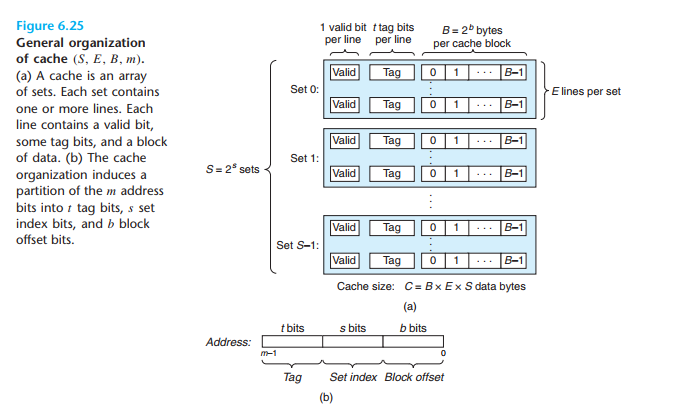 Figure 6.25
General organization
of cache (S, E, B, m).
(a) A cache is an array
of sets. Each set contains
one or more lines. Each
line contains a valid bit,
some tag bits, and a block
of data. (b) The cache
organization induces a
partition of the m address
bits into t tag bits, s set
index bits, and b block
offset bits.
1 valid bit t tag bits B = 2ᵇ bytes
per line per line per cache block
Valid Tag 0 1 · · · B–1
Set 0:
E lines per set
Valid Tag 0 1 · · · B–1
Valid Tag 0 1 · · · B–1
Set 1:
S = 2ˢ sets
Valid Tag 0 1 · · · B–1
Valid Tag 0 1 · · · B–1
Set S–1:
Valid Tag 0 1 · · · B–1
Cache size: C = B x E x S data bytes
(a)
t bits s bits b bits
Address:
m–1 0
Tag Set index Block offset
(b)